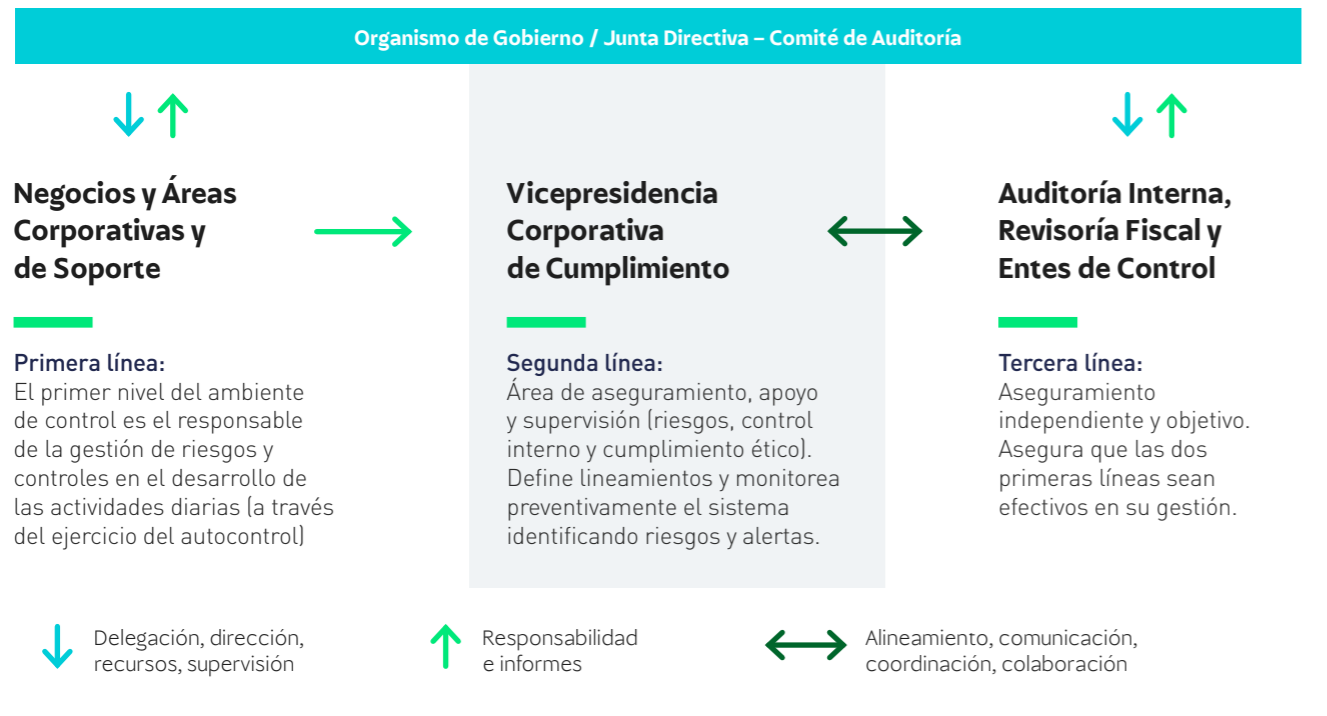 Organismo de Gobierno / Junta Directiva – Comité de Auditoría
Negocios y Áreas
Corporativas y
de Soporte
Primera línea:
El primer nivel del ambiente
de control es el responsable
de la gestión de riesgos y
controles en el desarrollo de
las actividades diarias (a través
del ejercicio del autocontrol)
Vicepresidencia
Corporativa
de Cumplimiento
Segunda línea:
Área de aseguramiento, apoyo
y supervisión (riesgos, control
interno y cumplimiento ético).
Define lineamientos y monitorea
preventivamente el sistema
identificando riesgos y alertas.
Auditoría Interna,
Revisoría Fiscal y
Entes de Control
Tercera línea:
Aseguramiento
independiente y objetivo.
Asegura que las dos
primeras líneas sean
efectivos en su gestión.
Delegación, dirección,
recursos, supervisión
Responsabilidad
e informes
Alineamiento, comunicación,
coordinación, colaboración